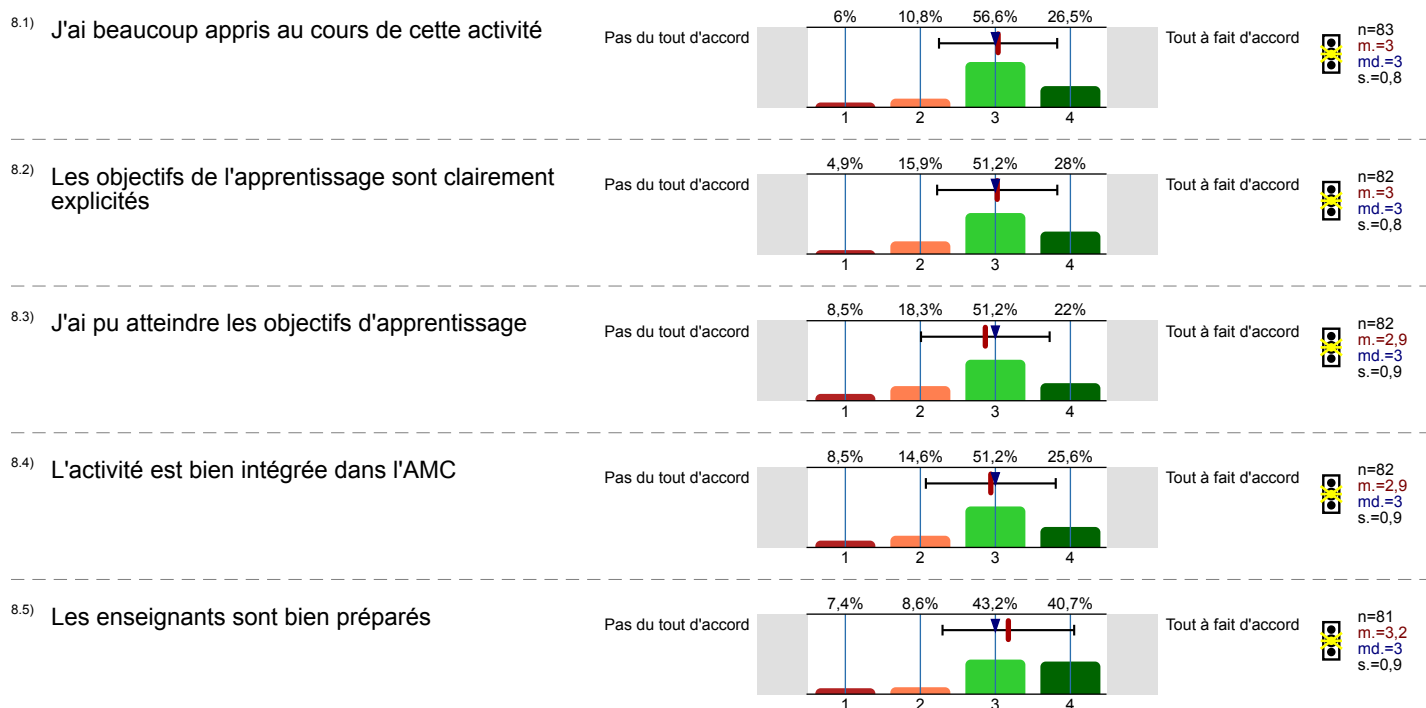 8.1) J'ai beaucoup appris au cours de cette activité
6% 10,8% 56,6% 26,5%
Pas du tout d'accord Tout à fait d'accord
n=83
m.=3
md.=3
s.=0,8
1 2 3 4
8.2) Les objectifs de l'apprentissage sont clairement
explicités
4,9% 15,9% 51,2% 28%
Pas du tout d'accord Tout à fait d'accord
n=82
m.=3
md.=3
s.=0,8
1 2 3 4
8.3) J'ai pu atteindre les objectifs d'apprentissage
8,5% 18,3% 51,2% 22%
Pas du tout d'accord Tout à fait d'accord
n=82
m.=2,9
md.=3
s.=0,9
1 2 3 4
8.4) L'activité est bien intégrée dans l'AMC
8,5% 14,6% 51,2% 25,6%
Pas du tout d'accord Tout à fait d'accord
n=82
m.=2,9
md.=3
s.=0,9
1 2 3 4
8.5) Les enseignants sont bien préparés
7,4% 8,6% 43,2% 40,7%
Pas du tout d'accord Tout à fait d'accord
n=81
m.=3,2
md.=3
s.=0,9
1 2 3 4